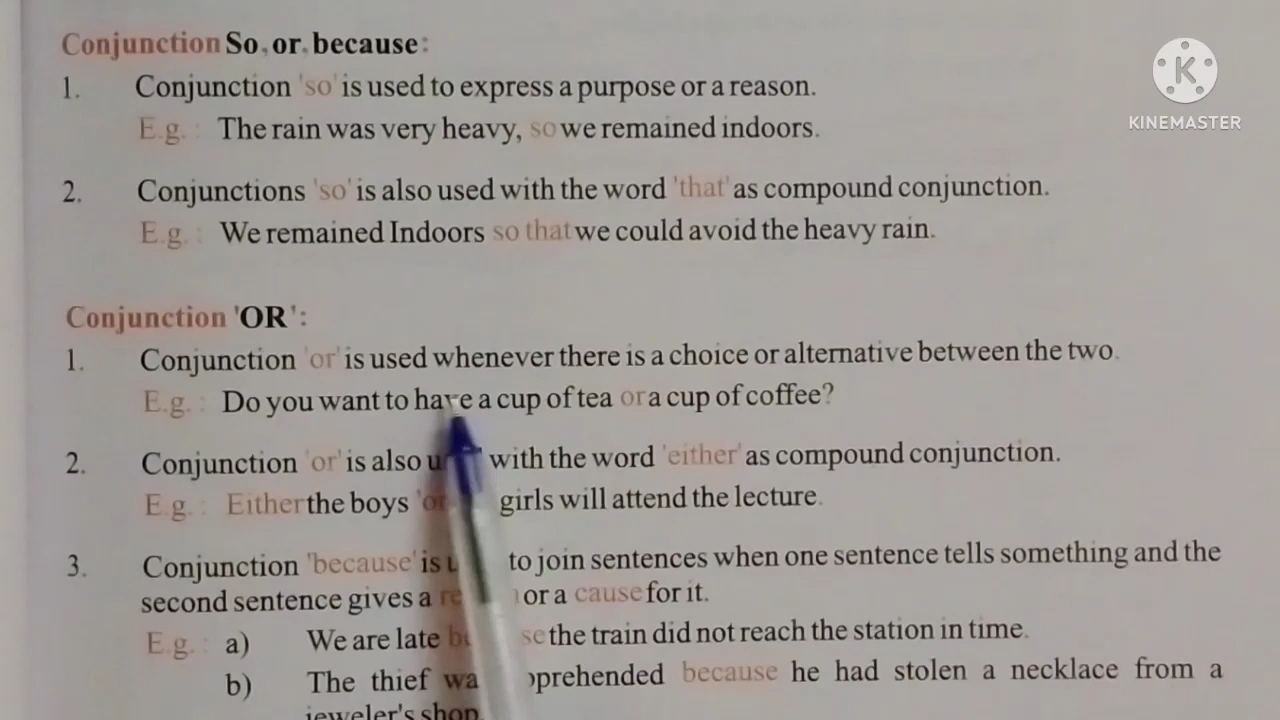 Conjunction So, or, because:
KINEMASTER
1. Conjunction 'so' is used to express a purpose or a reason.
E.g. : The rain was very heavy, so we remained indoors.
2. Conjunctions 'so' is also used with the word 'that' as compound conjunction.
E.g. : We remained Indoors so that we could avoid the heavy rain.
Conjunction 'OR':
1. Conjunction 'or' is used whenever there is a choice or alternative between the two.
E.g. : Do you want to have a cup of tea or a cup of coffee?
2. Conjunction 'or' is also with the word 'either' as compound conjunction.
E.g. : Either the boys 'or girls will attend the lecture.
3. Conjunction 'because' is to join sentences when one sentence tells something and the
second sentence gives a or a cause for it.
E.g. : a) We are late the train did not reach the station in time.
b) The thief because he had stolen a necklace from a
jeweler's shop.